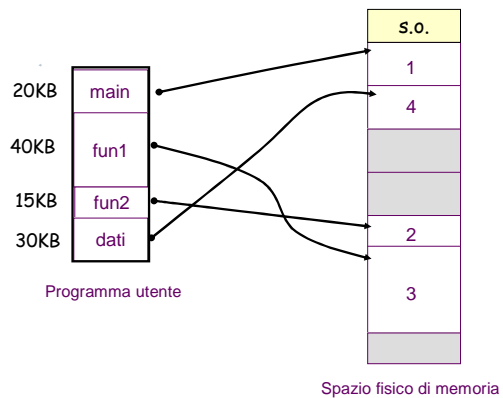 s.o.
1
20KB main
4
40KB fun1
15KB fun2
2
30KB dati
3
Programma utente
Spazio fisico di memoria